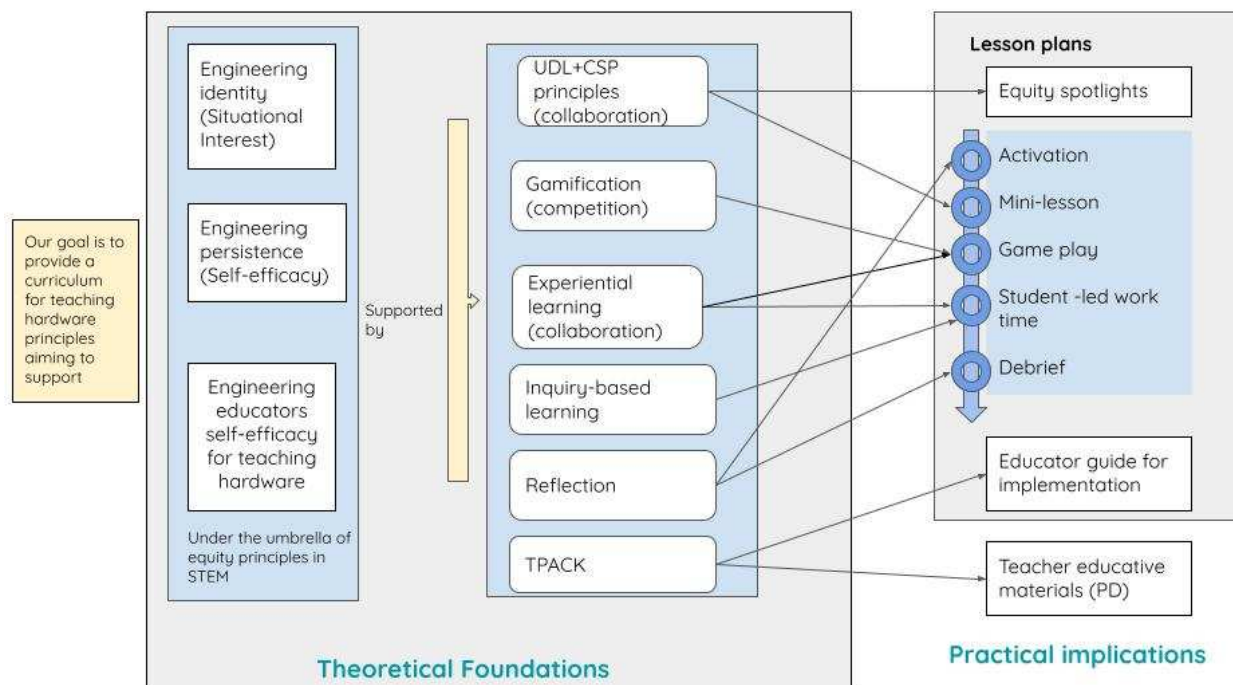 Our goal is to
provide a
curriculum
for teaching
hardware
principles
aiming to
support
Engineering
identity
(Situational
Interest)
Engineering
persistence
(Self-efficacy)
Engineering
educators
self-efficacy
for teaching
hardware
Under the umbrella of
equity principles in
STEM
Supported
by
UDL+CSP
principles
(collaboration)
Gamification
(competition)
Experiential
learning
(collaboration)
Inquiry-based
learning
Reflection
TPACK
Theoretical Foundations
Lesson plans
Equity spotlights
Activation
Mini-lesson
Game play
Student -led work
time
Debrief
Educator guide for
implementation
Teacher educative
materials (PD)
Practical implications